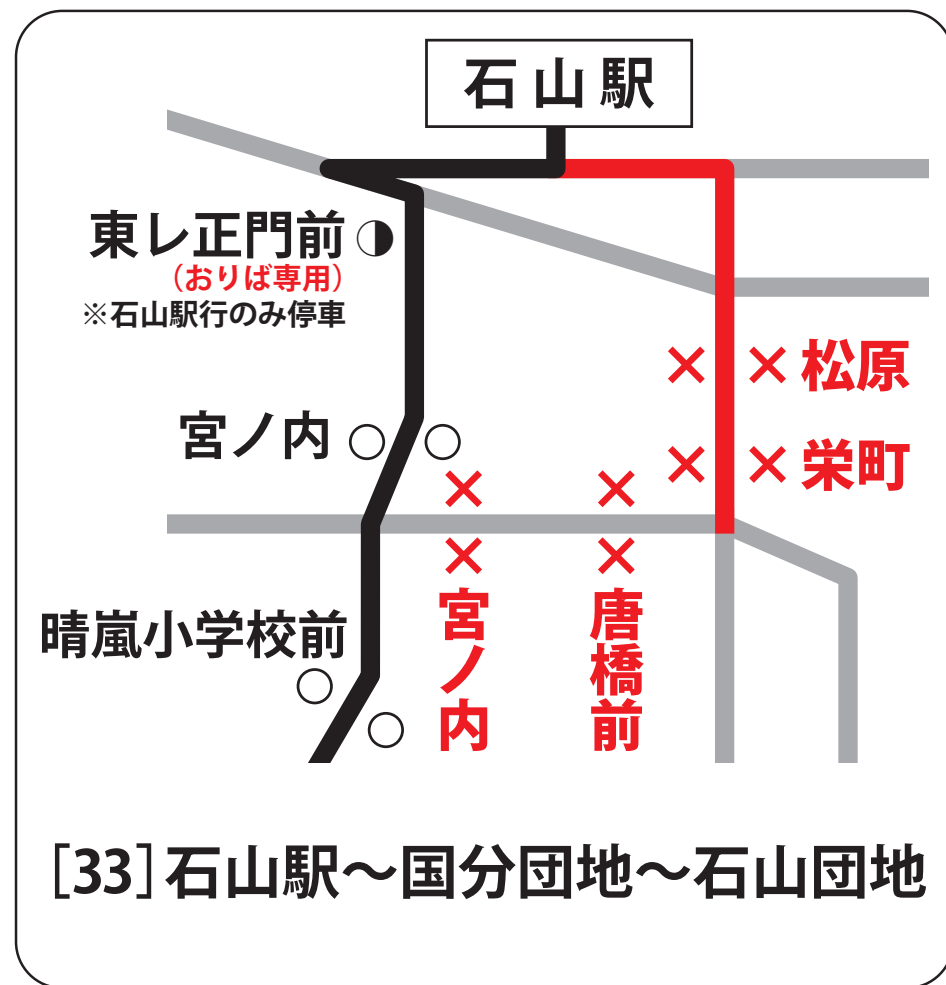 石山駅
東レ正門前
（おりば専用）
※石山駅行のみ停車
松原
宮ノ内
栄町
晴嵐小学校前
宮ノ内
唐橋前
［33］石山駅～国分団地～石山団地